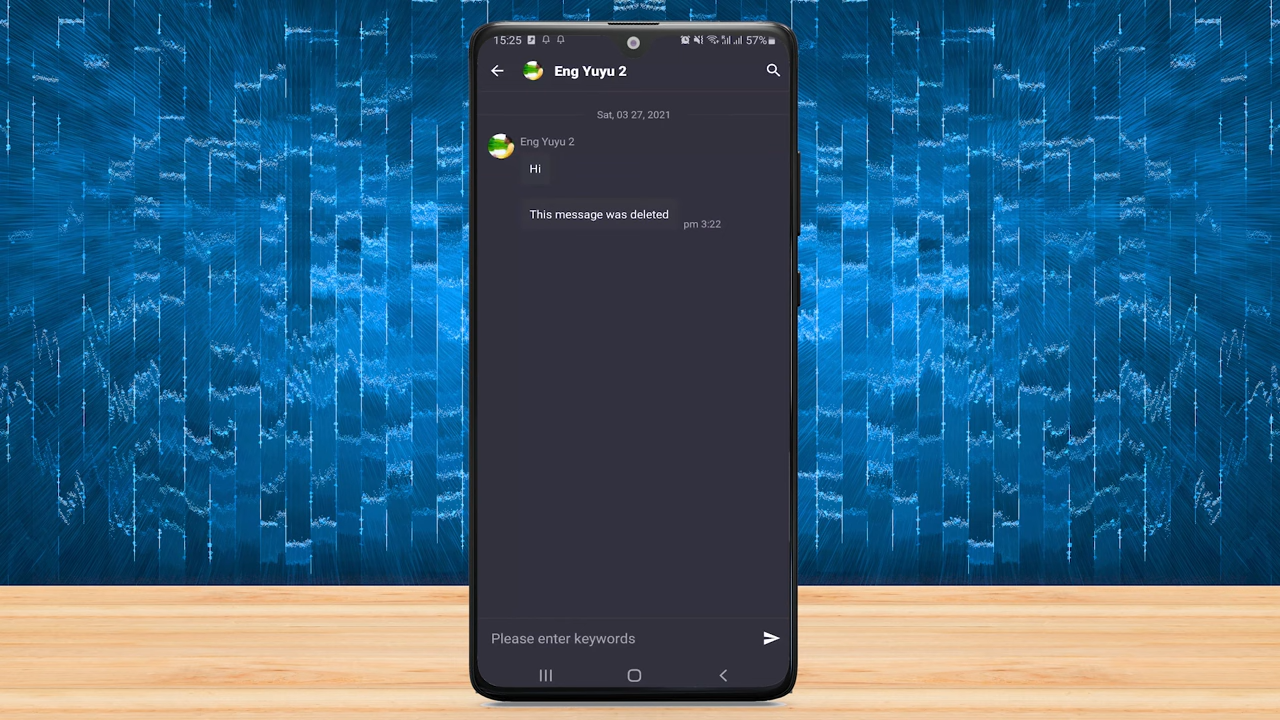 15:25 57%
Eng Yuyu 2
Sat, 03 27, 2021
Eng Yuyu 2
Hi
This message was deleted
pm 3:22
Please enter keywords